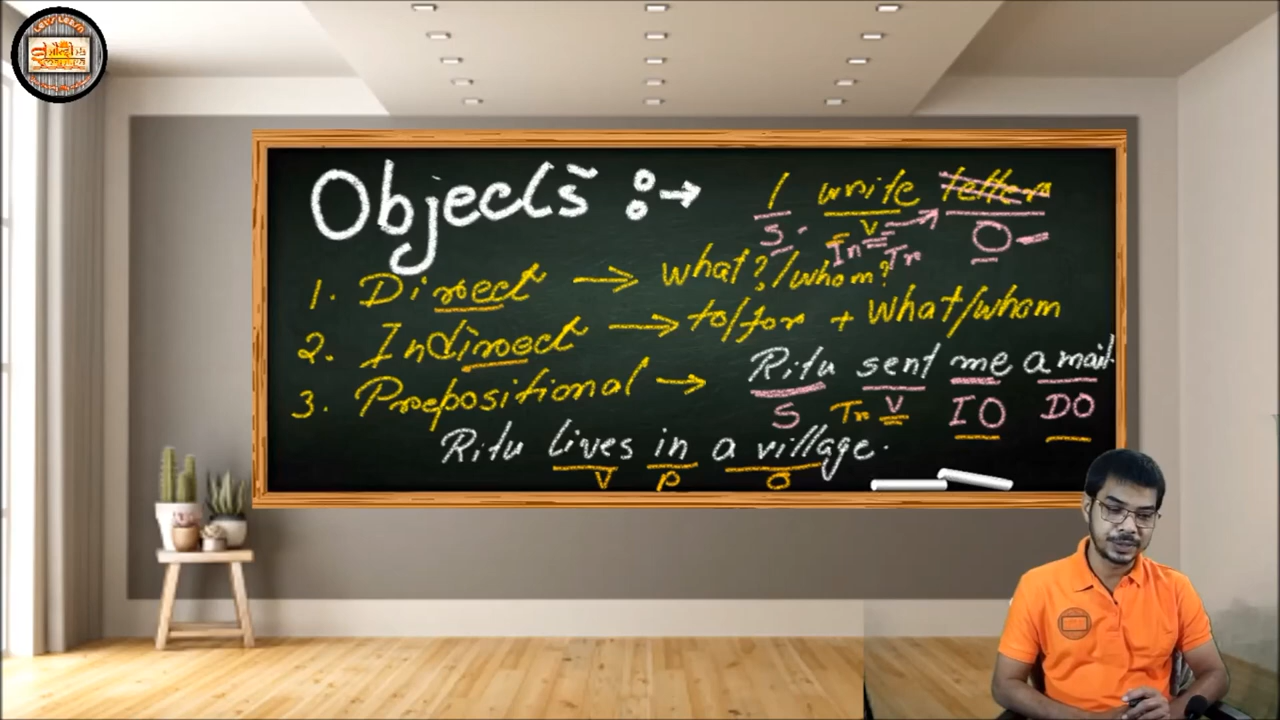 Objects :→
I write letters
S. V O
In Tr
1. Direct → what?/whom?
2. Indirect → to/for + what/whom
3. Prepositional →
Ritu sent me a mail.
S Tr V IO DO
Ritu lives in a village.
V P O